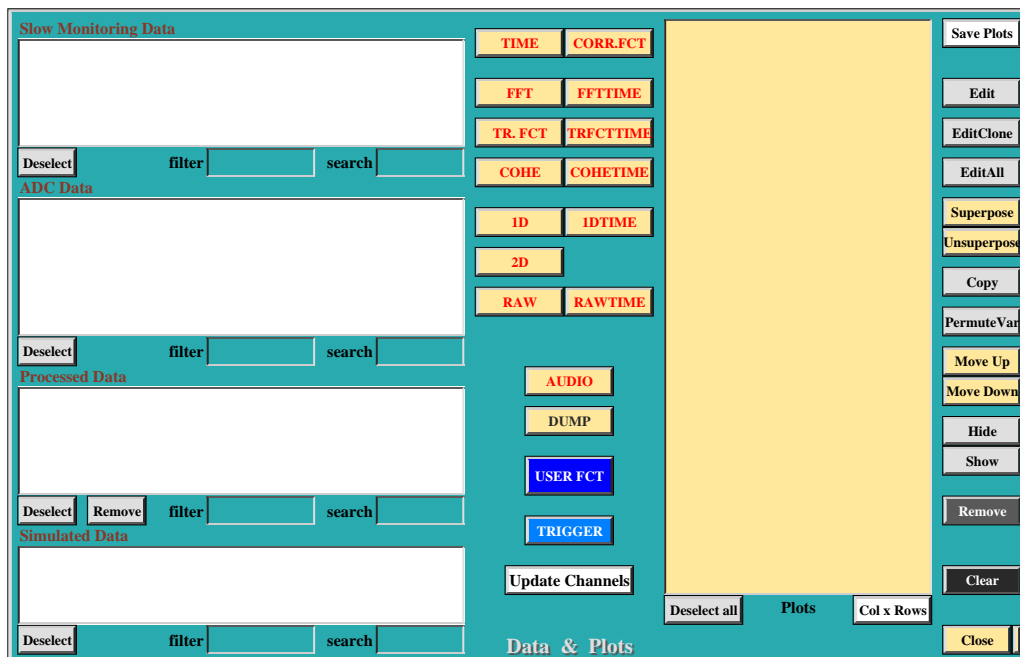 Slow Monitoring Data
Deselect filter search
ADC Data
Deselect filter search
Processed Data
Deselect Remove filter search
Simulated Data
Deselect filter search
TIME CORR.FCT
FFT FFTTIME
TR. FCT TRFCTTIME
COHE COHETIME
1D 1DTIME
2D
RAW RAWTIME
AUDIO
DUMP
USER FCT
TRIGGER
Update Channels
Data & Plots
Deselect all Plots Col x Rows
Save Plots
Edit
EditClone
EditAll
Superpose
Unsuperpose
Copy
PermuteVar
Move Up
Move Down
Hide
Show
Remove
Clear
Close